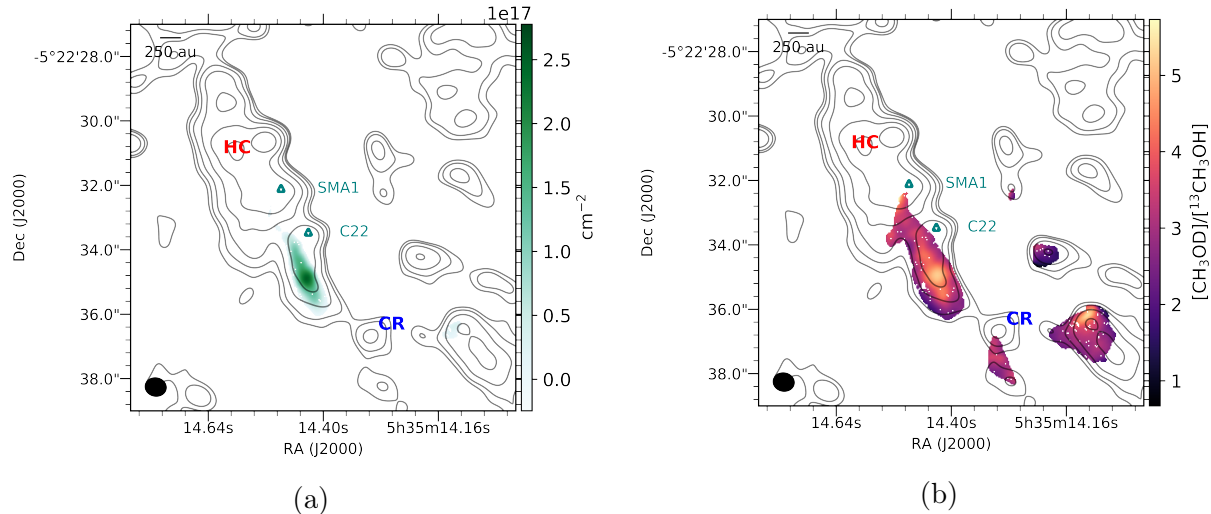 1e17
250 au
HC
SMA1
C22
CR
-5°22'28.0"
30.0"
32.0"
34.0"
36.0"
38.0"
Dec (J2000)
14.64s
14.40s
5h35m14.16s
RA (J2000)
2.5
2.0
1.5
1.0
0.5
0.0
cm⁻²
(a)
250 au
HC
SMA1
C22
CR
-5°22'28.0"
30.0"
32.0"
34.0"
36.0"
38.0"
Dec (J2000)
14.64s
14.40s
5h35m14.16s
RA (J2000)
5
4
3
2
1
[CH₃OD]/[¹³CH₃OH]
(b)